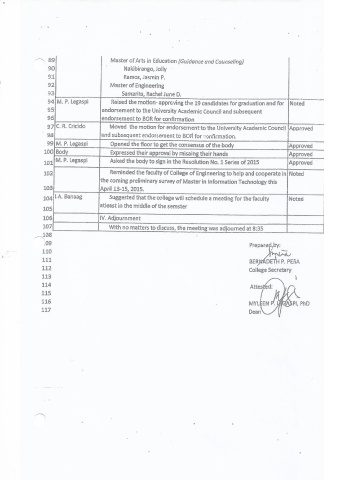 89 Master of Arts in Education (Guidance and Counseling)
90 Nakibirango, Jolly
91 Ramos, Jasmin P.
92 Master of Engineering
93 Samarita, Rachel June D.
94 M. P. Legaspi Raised the motion- approving the 19 candidates for graduation and for Noted
95 endorsement to the University Academic Council and subsequent
96 endorsement to BOR for confirmation
97 C. R. Cricido Moved the motion for endorsement to the University Academic Council Approved
98 and subsequent endorsement to BOR for confirmation.
99 M. P. Legaspi Opened the floor to get the consensus of the body Approved
100 Body Expressed their approval by missing their hands Approved
101 M. P. Legaspi Asked the body to sign in the Resolution No. 1 Series of 2015 Approved
102 Reminded the faculty of College of Engineering to help and cooperate in Noted
103 the coming preliminary survey of Master in Information Technology this
April 13-15, 2015.
104 I.A. Banoag Suggested that the college will schedule a meeting for the faculty Noted
105 atleast in the middle of the semster
106 IV. Adjournment
107 With no matters to discuss, the meeting was adjourned at 8:35
108
109 Prepared by:
110
111 BERNADETH P. PEÑA
112 College Secretary
113
114 Attested:
115
116 MYLEEN P. LEGASPI, PhD
117 Dean